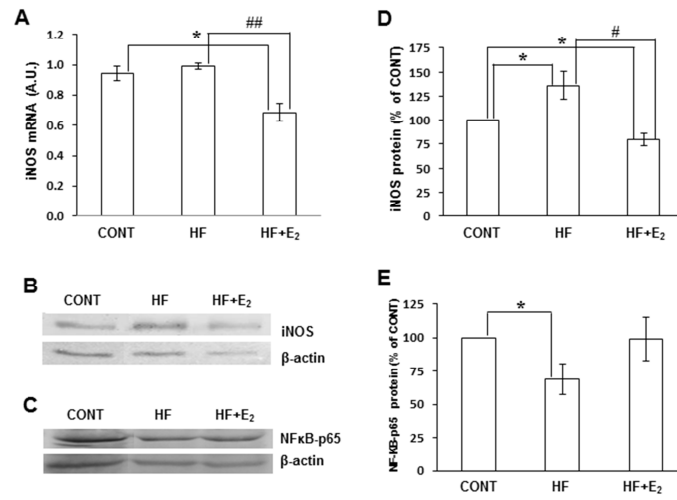 A
##
*
iNOS mRNA (A.U.)
1.2
1.0
0.8
0.6
0.4
0.2
0.0
CONT HF HF+E₂
B
CONT HF HF+E₂
iNOS
β-actin
C
CONT HF HF+E₂
NFκB-p65
β-actin
D
#
*
*
iNOS protein (% of CONT)
175
150
125
100
75
50
25
0
CONT HF HF+E₂
E
*
NF-KB-p65 protein (% of CONT)
125
100
75
50
25
0
CONT HF HF+E₂